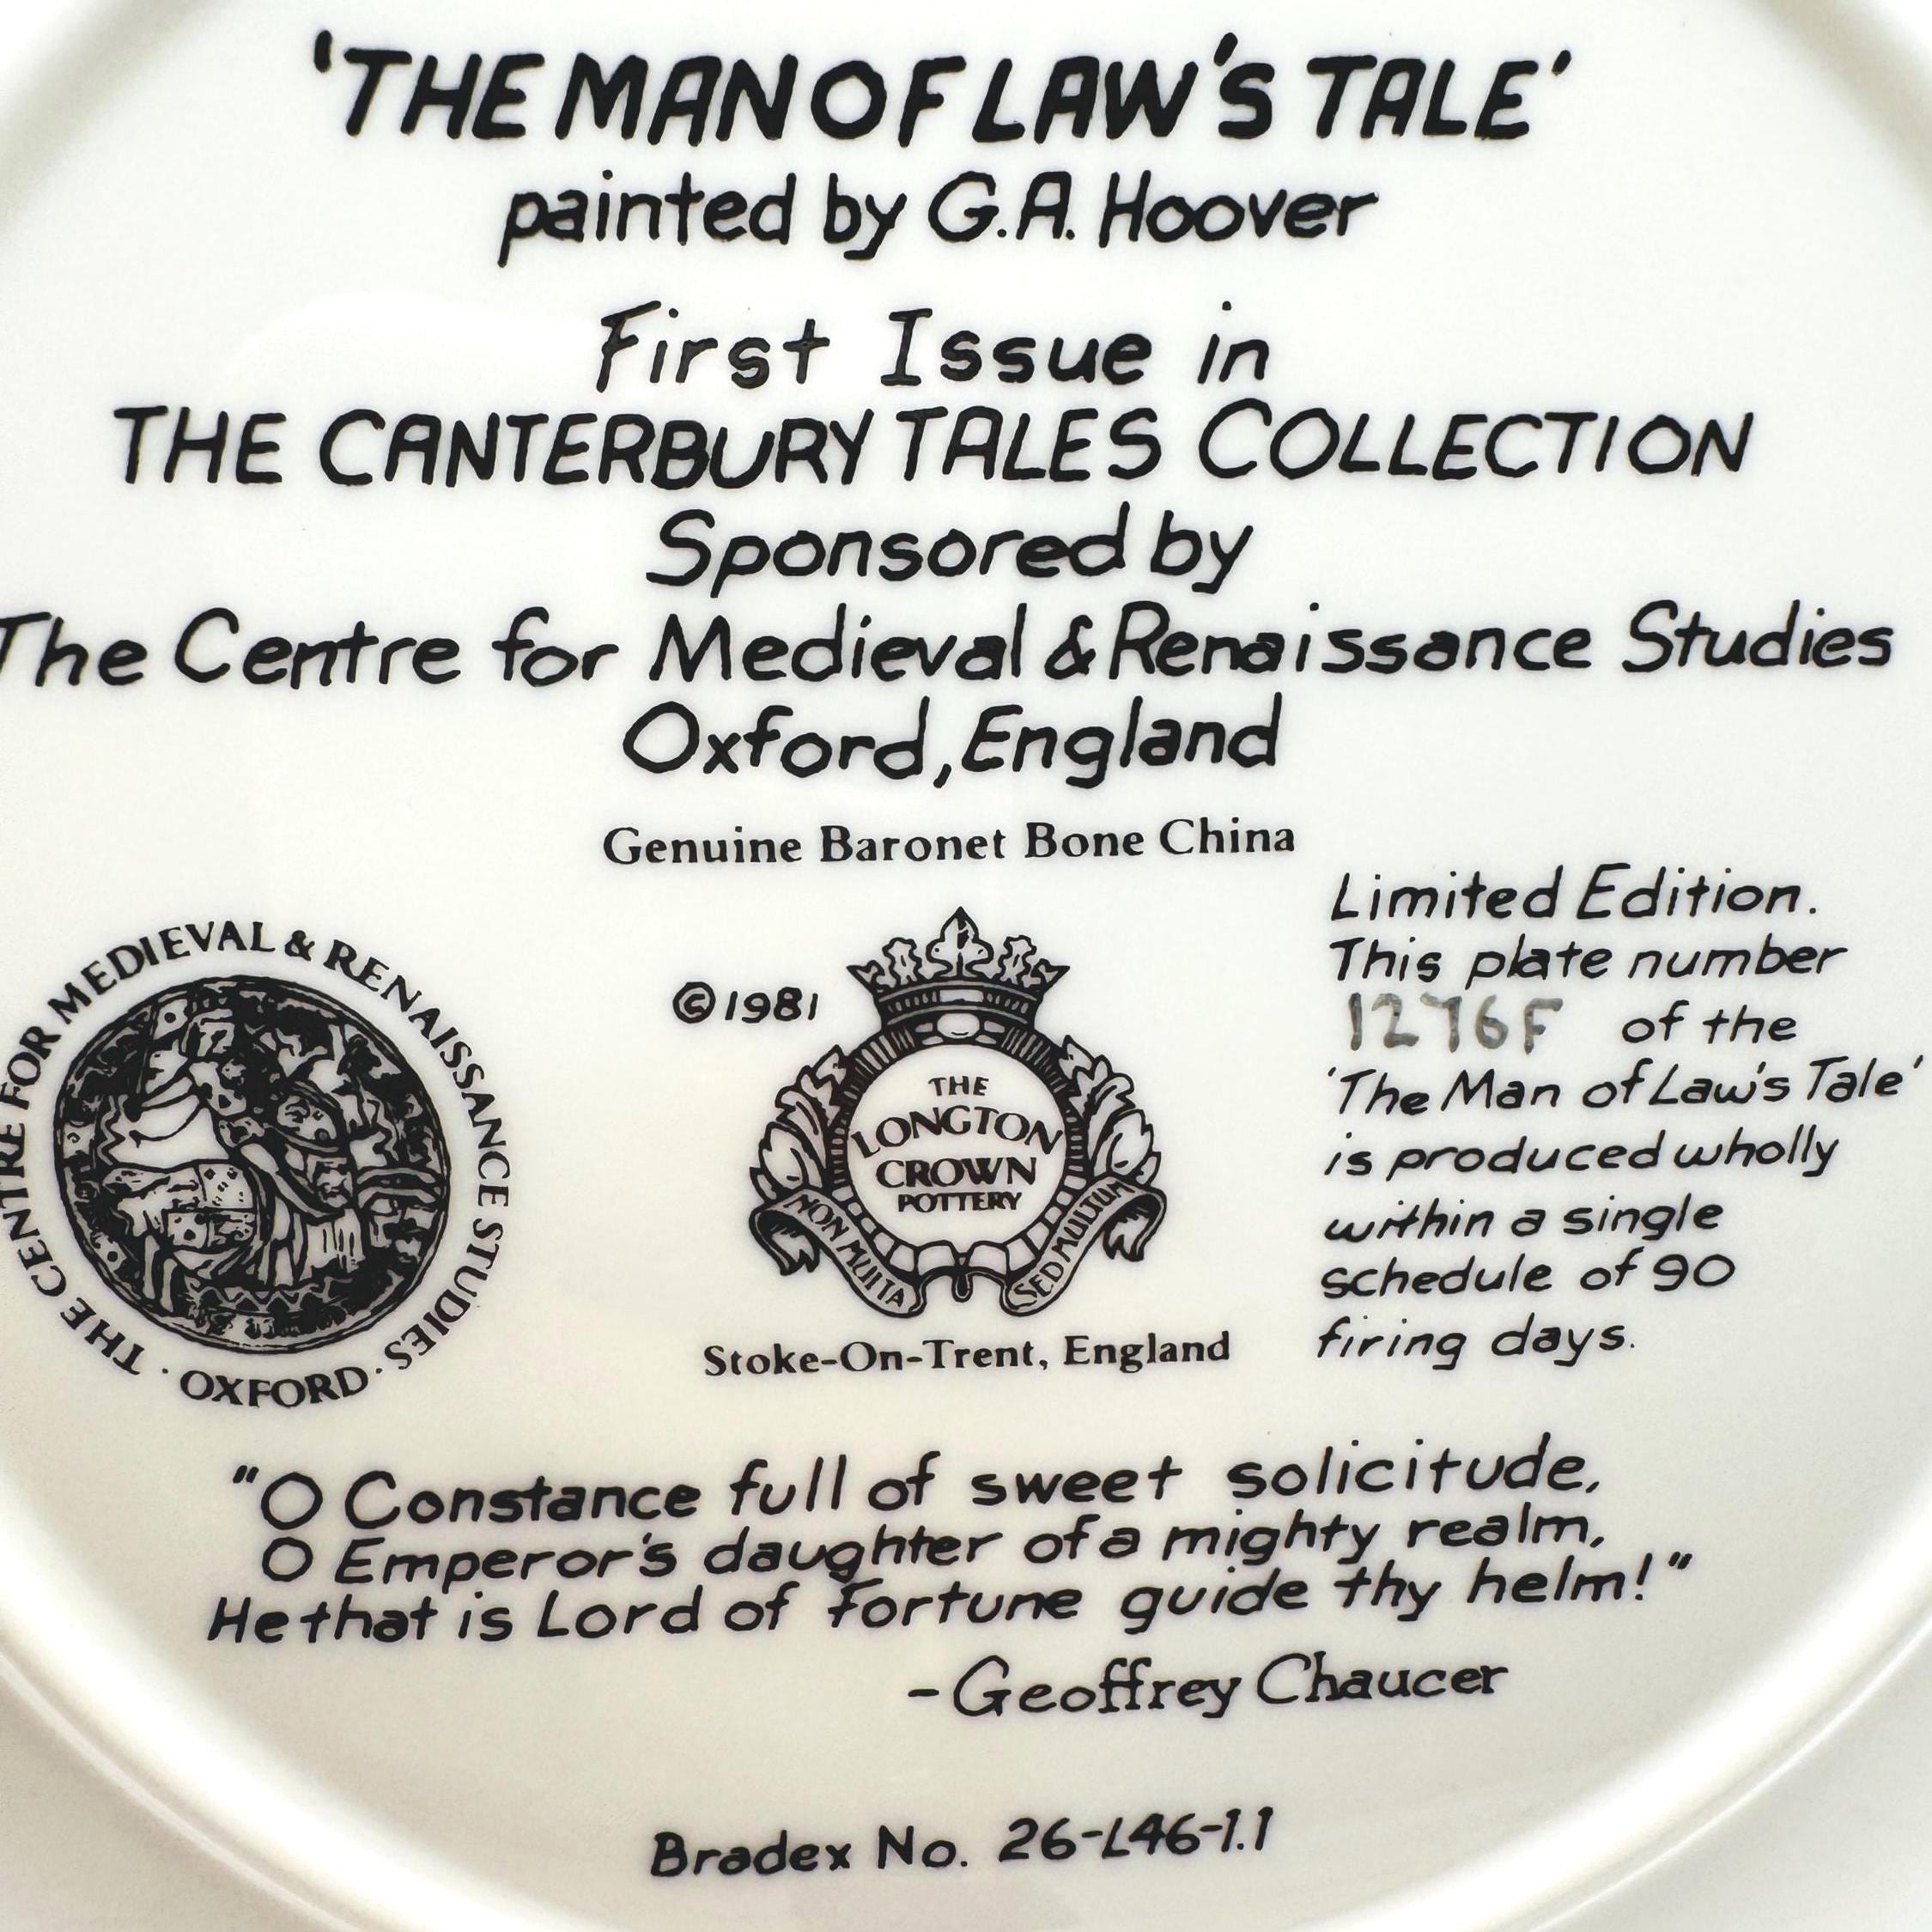 'THE MAN OF LAW'S TALE'
painted by G.A. Hoover
First Issue in
THE CANTERBURY TALES COLLECTION
Sponsored by
The Centre for Medieval & Renaissance Studies
Oxford, England
Genuine Baronet Bone China
THE CENTRE FOR MEDIEVAL & RENAISSANCE STUDIES · OXFORD ·
© 1981
THE
LONGTON
CROWN
POTTERY
NON MULTA SED MULTUM
Stoke-On-Trent, England
Limited Edition.
This plate number
1276F of the
'The Man of Law's Tale'
is produced wholly
within a single
schedule of 90
firing days.
"O Constance full of sweet solicitude,
O Emperor's daughter of a mighty realm,
He that is Lord of Fortune guide thy helm!"
-Geoffrey Chaucer
Bradex No. 26-L46-1.1